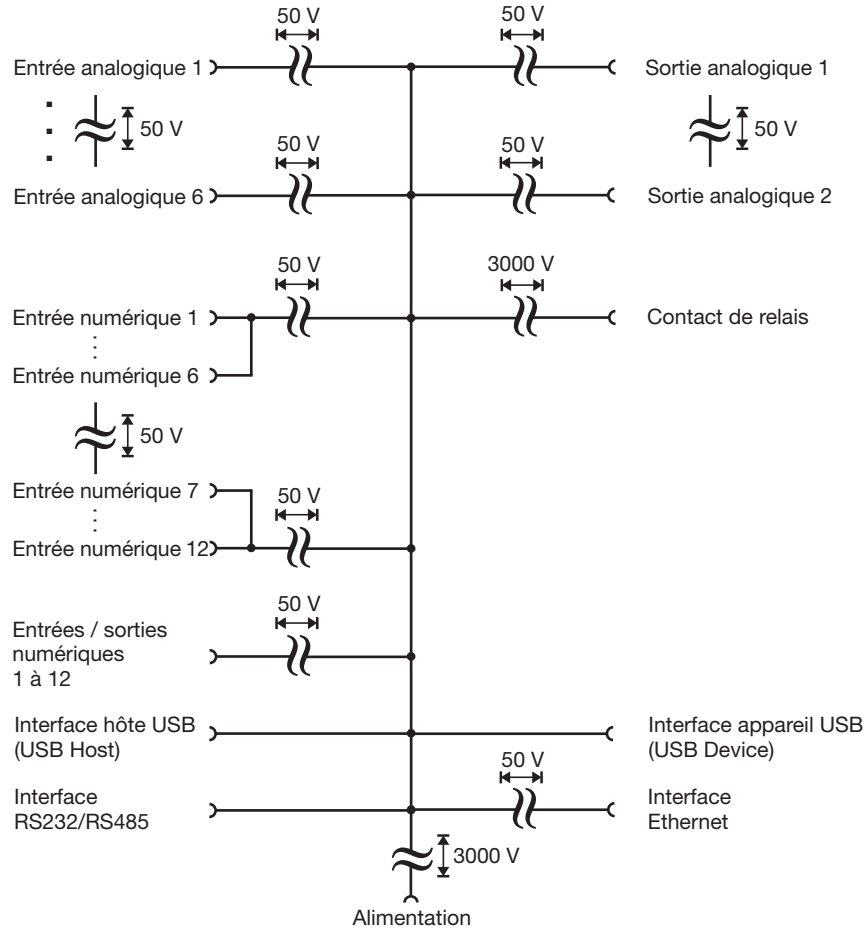 50 V
50 V
Entrée analogique 1
Sortie analogique 1
50 V
50 V
50 V
50 V
Entrée analogique 6
Sortie analogique 2
50 V
3000 V
Entrée numérique 1
Contact de relais
Entrée numérique 6
50 V
Entrée numérique 7
50 V
Entrée numérique 12
50 V
Entrées / sorties
numériques
1 à 12
Interface hôte USB
(USB Host)
Interface appareil USB
(USB Device)
50 V
Interface
RS232/RS485
Interface
Ethernet
3000 V
Alimentation